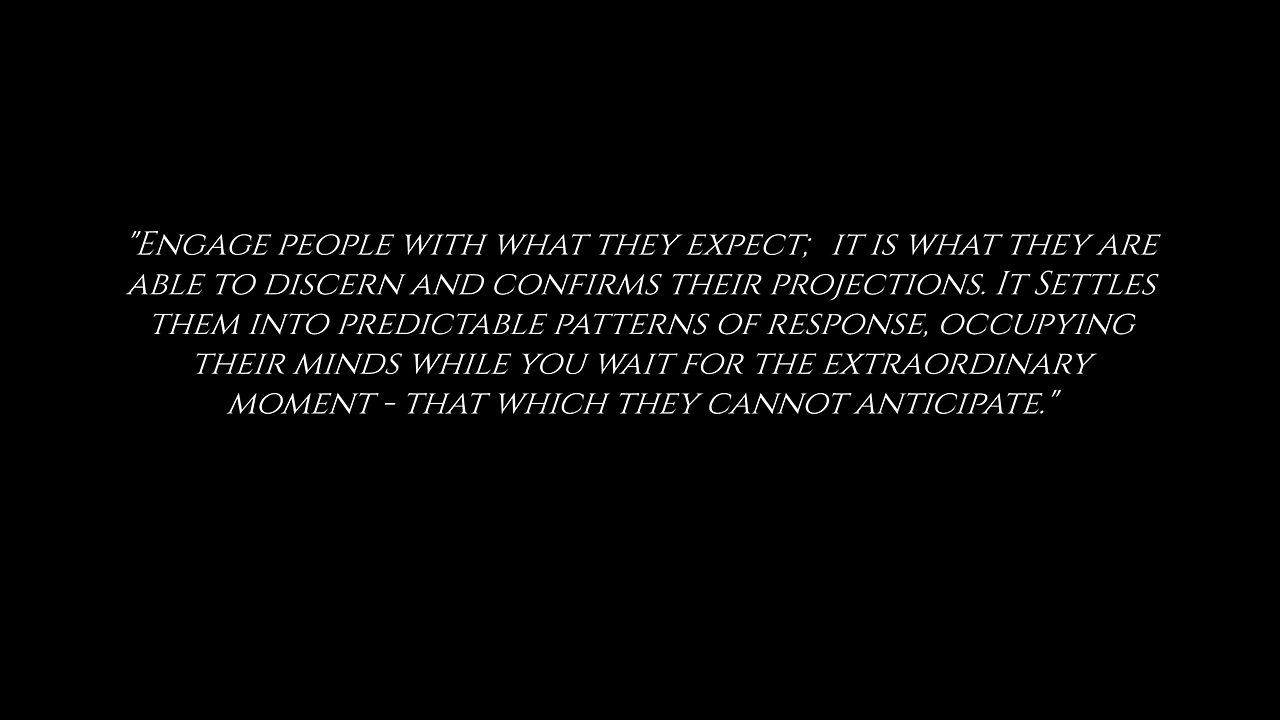 "Engage people with what they expect;  it is what they are
able to discern and confirms their projections. It Settles
them into predictable patterns of response, occupying
their minds while you wait for the extraordinary
moment - that which they cannot anticipate."